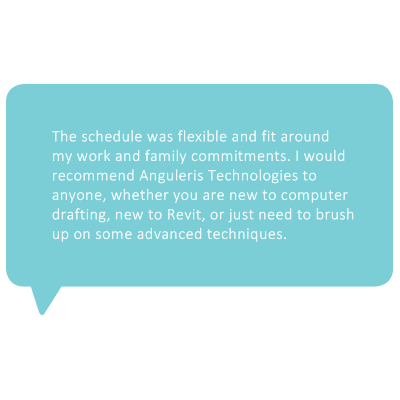 The schedule was flexible and fit around
my work and family commitments. I would
recommend Anguleris Technologies to
anyone, whether you are new to computer
drafting, new to Revit, or just need to brush
up on some advanced techniques.